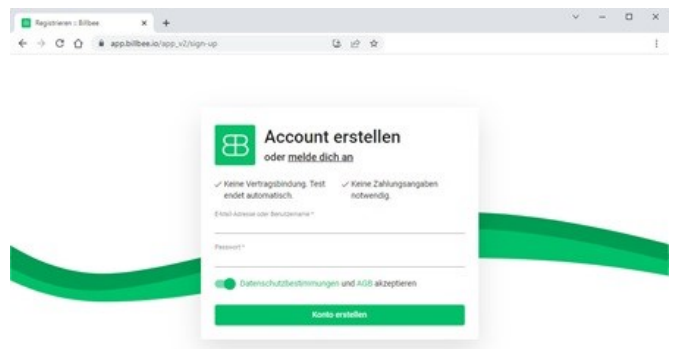 Registrieren :: Billbee
app.billbee.io/app_v2/sign-up
Account erstellen
oder melde dich an
Keine Vertragsbindung. Test endet automatisch.
Keine Zahlungsangaben notwendig.
E-Mail-Adresse oder Benutzername *
Passwort *
Datenschutzbestimmungen und AGB akzeptieren
Konto erstellen